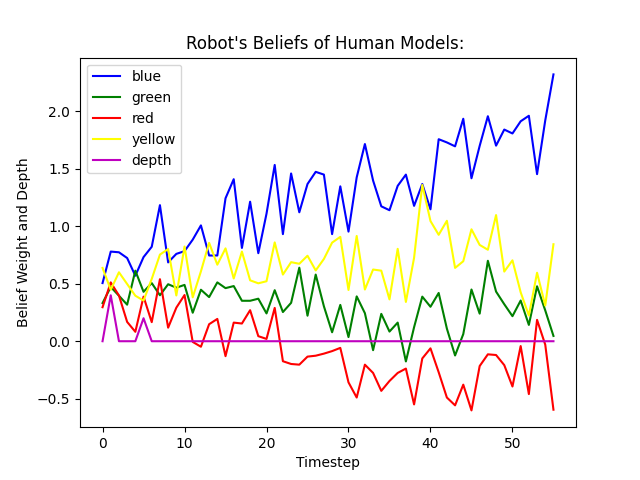 Robot's Beliefs of Human Models:
blue
green
red
yellow
depth
Belief Weight and Depth
2.0
1.5
1.0
0.5
0.0
−0.5
0 10 20 30 40 50
Timestep